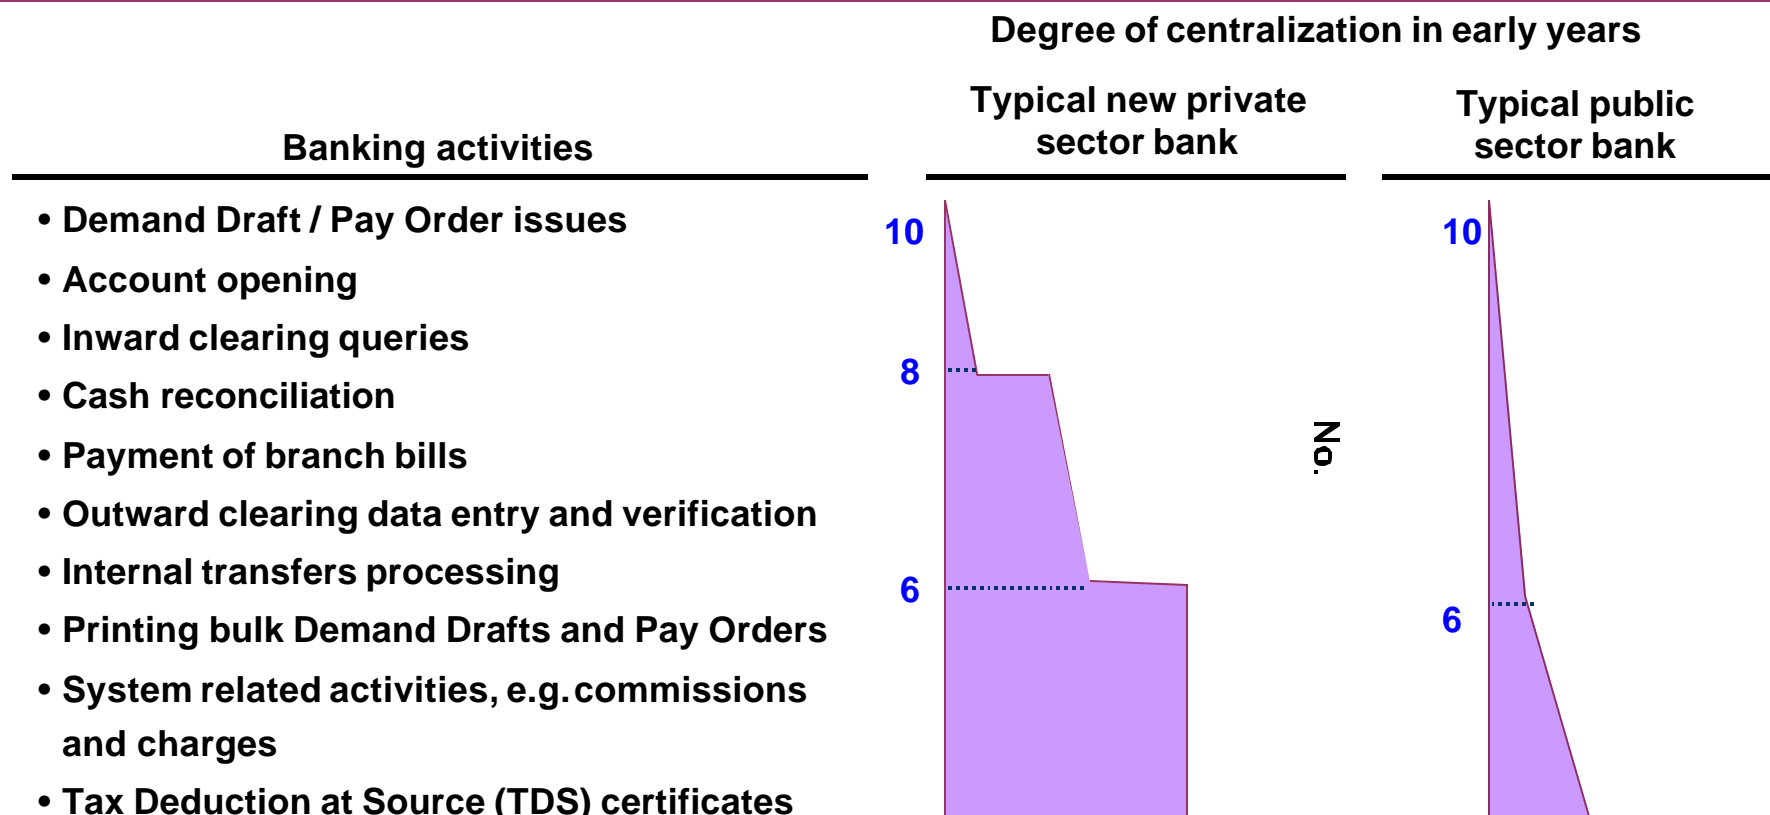 Degree of centralization in early years
Typical new private
sector bank
Typical public
sector bank
Banking activities
• Demand Draft / Pay Order issues
• Account opening
• Inward clearing queries
• Cash reconciliation
• Payment of branch bills
• Outward clearing data entry and verification
• Internal transfers processing
• Printing bulk Demand Drafts and Pay Orders
• System related activities, e.g. commissions
and charges
• Tax Deduction at Source (TDS) certificates
10
8
6
No.
10
6